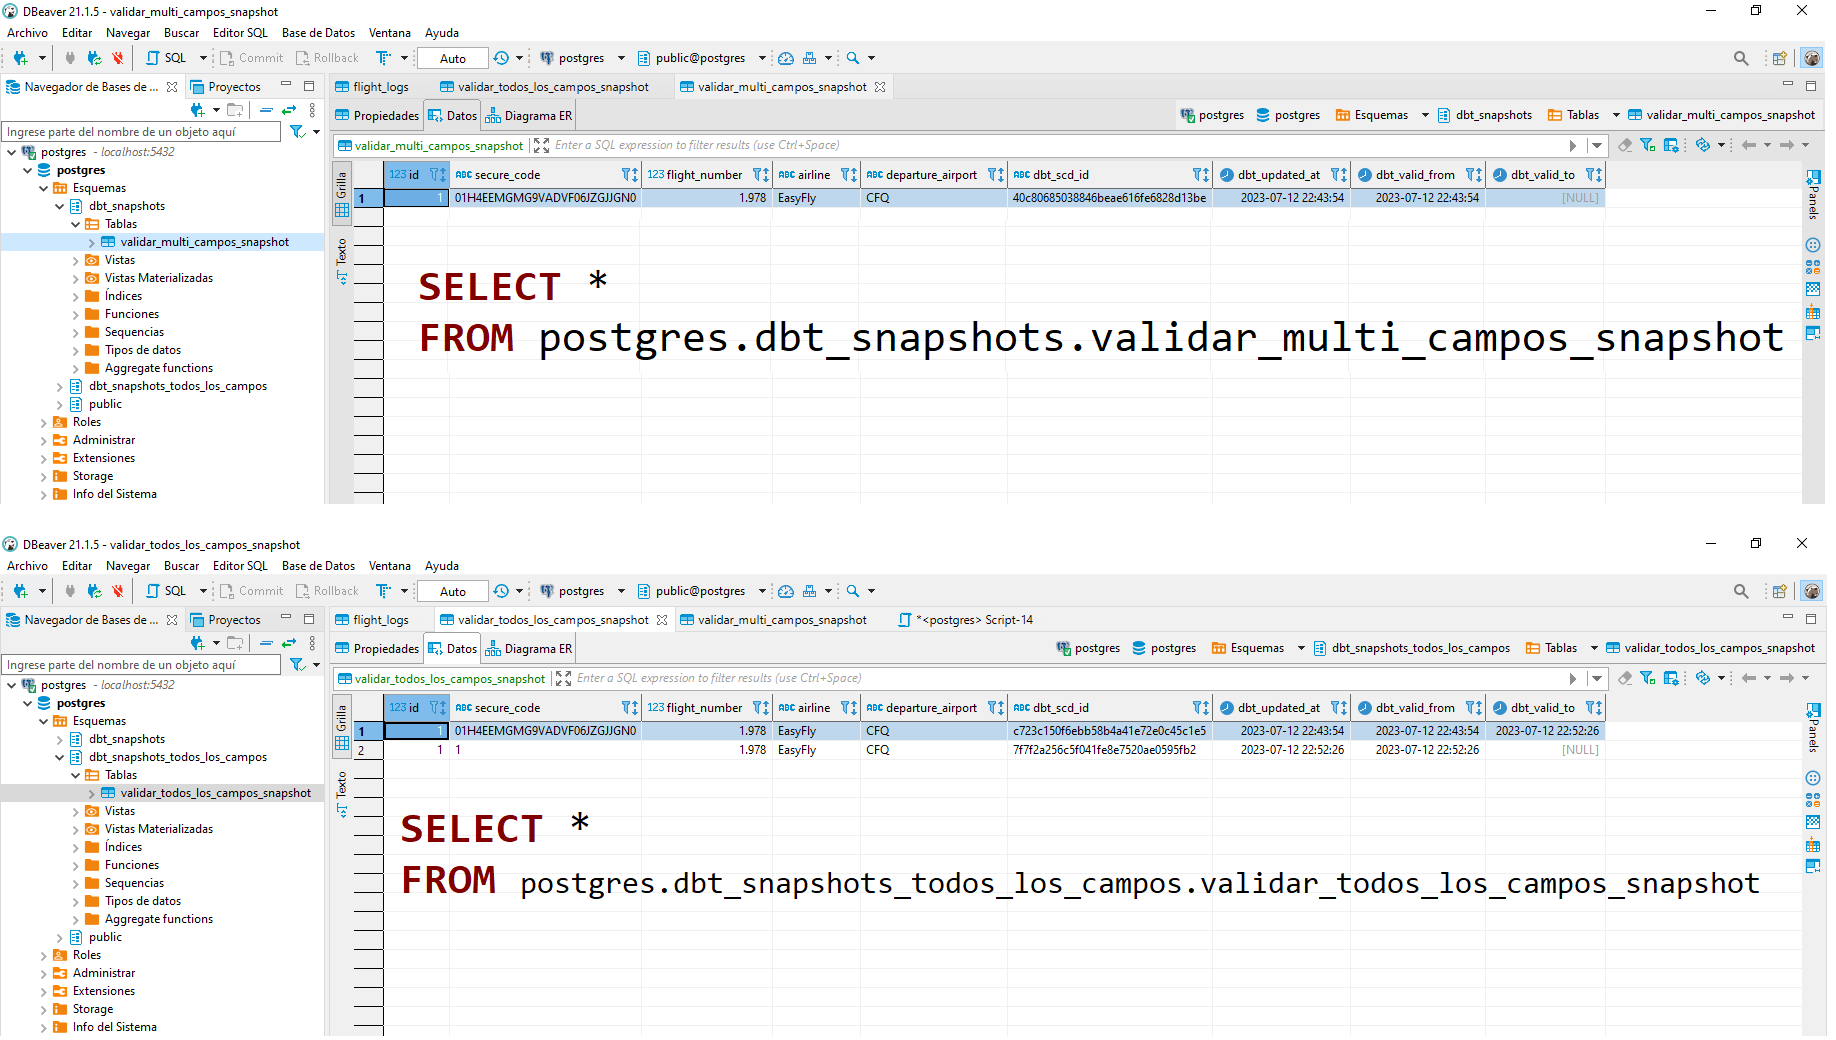 DBeaver 21.1.5 - validar_multi_campos_snapshot
Archivo Editar Navegar Buscar Editor SQL Base de Datos Ventana Ayuda
SQL Commit Rollback Auto postgres public@postgres
Navegador de Bases de ... Proyectos flight_logs validar_todos_los_campos_snapshot validar_multi_campos_snapshot
Propiedades Datos Diagrama ER postgres postgres Esquemas dbt_snapshots Tablas validar_multi_campos_snapshot
Ingrese parte del nombre de un objeto aquí
validar_multi_campos_snapshot Enter a SQL expression to filter results (use Ctrl+Space)
postgres - localhost:5432
postgres
Esquemas
dbt_snapshots
Tablas
validar_multi_campos_snapshot
Vistas
Vistas Materializadas
Índices
Funciones
Secuencias
Tipos de datos
Aggregate functions
dbt_snapshots_todos_los_campos
public
Roles
Administrar
Extensiones
Storage
Info del Sistema
Grilla
Texto
Panels
123 id ABC secure_code 123 flight_number ABC airline ABC departure_airport ABC dbt_scd_id dbt_updated_at dbt_valid_from dbt_valid_to
1 1 01H4EEMGMG9VADVF06JZGJJGN0 1.978 EasyFly CFQ 40c80685038846beae616fe6828d13be 2023-07-12 22:43:54 2023-07-12 22:43:54 [NULL]
SELECT *
FROM postgres.dbt_snapshots.validar_multi_campos_snapshot
DBeaver 21.1.5 - validar_todos_los_campos_snapshot
Archivo Editar Navegar Buscar Editor SQL Base de Datos Ventana Ayuda
SQL Commit Rollback Auto postgres public@postgres
Navegador de Bases de ... Proyectos flight_logs validar_todos_los_campos_snapshot validar_multi_campos_snapshot *<postgres> Script-14
Propiedades Datos Diagrama ER postgres postgres Esquemas dbt_snapshots_todos_los_campos Tablas validar_todos_los_campos_snapshot
Ingrese parte del nombre de un objeto aquí
validar_todos_los_campos_snapshot Enter a SQL expression to filter results (use Ctrl+Space)
postgres - localhost:5432
postgres
Esquemas
dbt_snapshots
dbt_snapshots_todos_los_campos
Tablas
validar_todos_los_campos_snapshot
Vistas
Vistas Materializadas
Índices
Funciones
Secuencias
Tipos de datos
Aggregate functions
public
Roles
Administrar
Extensiones
Storage
Info del Sistema
Grilla
Texto
Panels
123 id ABC secure_code 123 flight_number ABC airline ABC departure_airport ABC dbt_scd_id dbt_updated_at dbt_valid_from dbt_valid_to
1 1 01H4EEMGMG9VADVF06JZGJJGN0 1.978 EasyFly CFQ c723c150f6ebb58b4a41e72e0c45c1e5 2023-07-12 22:43:54 2023-07-12 22:43:54 2023-07-12 22:52:26
2 1 1 1.978 EasyFly CFQ 7f7f2a256c5f041fe8e7520ae0595fb2 2023-07-12 22:52:26 2023-07-12 22:52:26 [NULL]
SELECT *
FROM postgres.dbt_snapshots_todos_los_campos.validar_todos_los_campos_snapshot